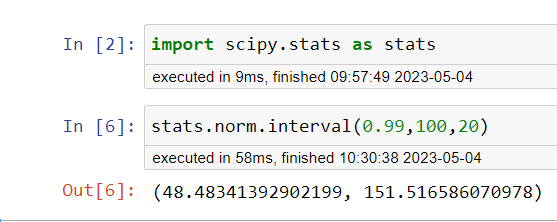 In [2]: import scipy.stats as stats
executed in 9ms, finished 09:57:49 2023-05-04
In [6]: stats.norm.interval(0.99,100,20)
executed in 58ms, finished 10:30:38 2023-05-04
Out[6]: (48.48341392902199, 151.516586070978)